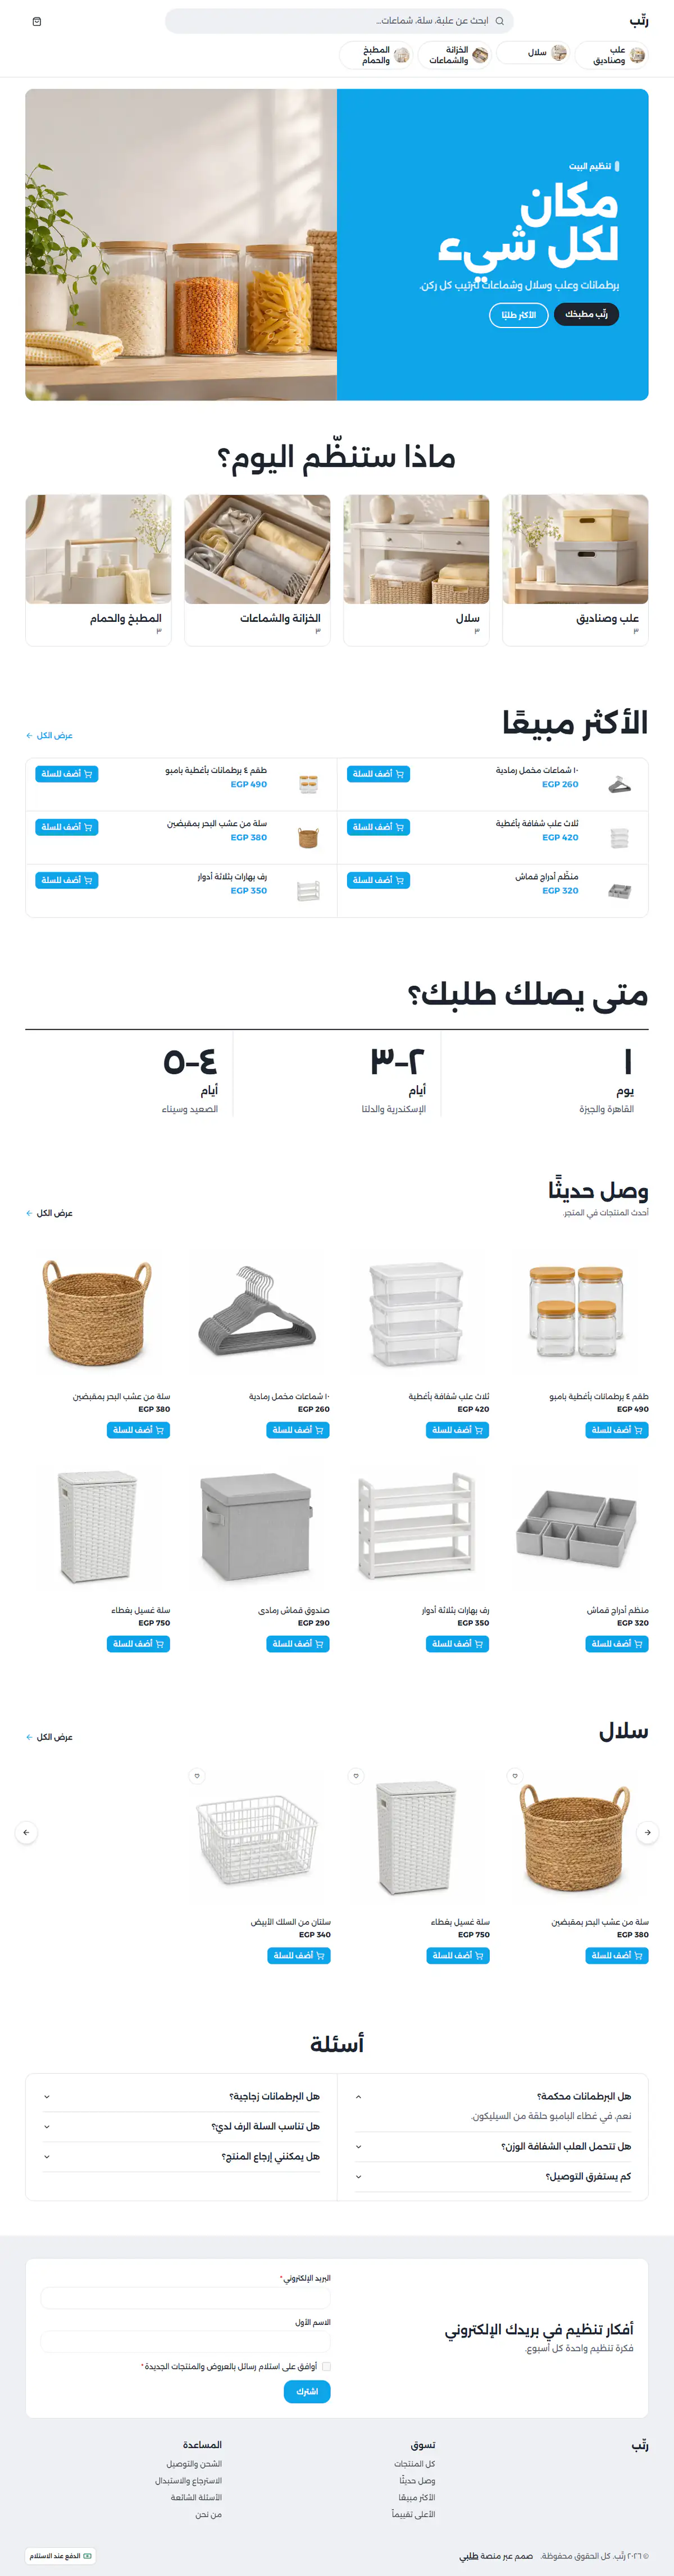 رتّب
ابحث عن علبة، سلة، شماعات...
علب وصناديق
سلال
الخزانة والشماعات
المطبخ والحمام
تنظيم البيت
مكان
لكل شيء
برطمانات وعلب وسلال وشماعات لترتيب كل ركن.
رتّب مطبخك
الأكثر طلبًا
ماذا ستنظّم اليوم؟
علب وصناديق
٣
سلال
٣
الخزانة والشماعات
٣
المطبخ والحمام
٣
الأكثر مبيعًا
عرض الكل
١٠ شماعات مخمل رمادية
EGP 260
أضف للسلة
طقم ٤ برطمانات بأغطية بامبو
EGP 490
أضف للسلة
ثلاث علب شفافة بأغطية
EGP 420
أضف للسلة
سلة من عشب البحر بمقبضين
EGP 380
أضف للسلة
منظّم أدراج قماش
EGP 320
أضف للسلة
رف بهارات بثلاثة أدوار
EGP 350
أضف للسلة
متى يصلك طلبك؟
١
يوم
القاهرة والجيزة
٢–٣
أيام
الإسكندرية والدلتا
٤–٥
أيام
الصعيد وسيناء
وصل حديثًا
أحدث المنتجات في المتجر.
عرض الكل
طقم ٤ برطمانات بأغطية بامبو
EGP 490
أضف للسلة
ثلاث علب شفافة بأغطية
EGP 420
أضف للسلة
١٠ شماعات مخمل رمادية
EGP 260
أضف للسلة
سلة من عشب البحر بمقبضين
EGP 380
أضف للسلة
منظم أدراج قماش
EGP 320
أضف للسلة
رف بهارات بثلاثة أدوار
EGP 350
أضف للسلة
صندوق قماش رمادي
EGP 290
أضف للسلة
سلة غسيل بغطاء
EGP 750
أضف للسلة
سلال
عرض الكل
سلة من عشب البحر بمقبضين
EGP 380
أضف للسلة
سلة غسيل بغطاء
EGP 750
أضف للسلة
سلتان من السلك الأبيض
EGP 340
أضف للسلة
أسئلة
هل البرطمانات محكمة؟
نعم، في غطاء البامبو حلقة من السيليكون.
هل تتحمل العلب الشفافة الوزن؟
كم يستغرق التوصيل؟
هل البرطمانات زجاجية؟
هل تناسب السلة الرف لديّ؟
هل يمكنني إرجاع المنتج؟
أفكار تنظيم في بريدك الإلكتروني
فكرة تنظيم واحدة كل أسبوع.
البريد الإلكتروني*
الاسم الأول
أوافق على استلام رسائل بالعروض والمنتجات الجديدة*
اشترك
رتّب
تسوق
كل المنتجات
وصل حديثًا
الأكثر مبيعًا
الأعلى تقييماً
المساعدة
الشحن والتوصيل
الاسترجاع والاستبدال
الأسئلة الشائعة
من نحن
© ٢٠٢٦ رتّب. كل الحقوق محفوظة.
صمم عبر منصة طلبي
الدفع عند الاستلام